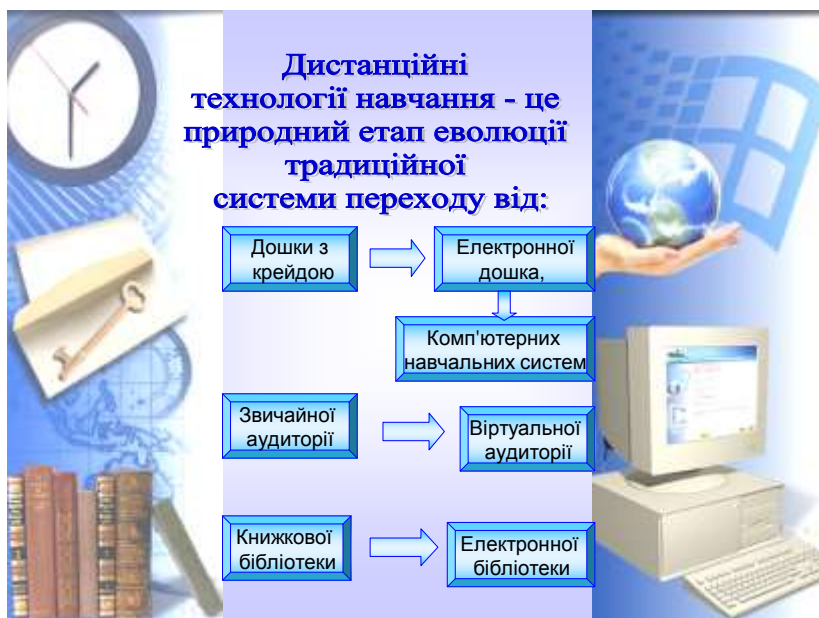 Дистанційні
технології навчання - це
природний етап еволюції
традиційної
системи переходу від:
Дошки з
крейдою
Електронної
дошка,
Комп'ютерних
навчальних систем
Звичайної
аудиторії
Віртуальної
аудиторії
Книжкової
бібліотеки
Електронної
бібліотеки